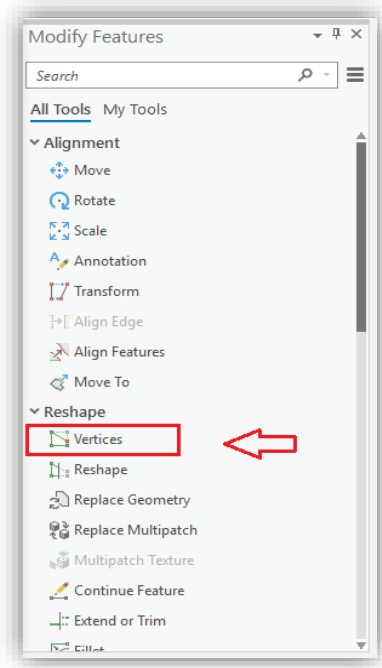 Modify Features
Search
All Tools My Tools
Alignment
Move
Rotate
Scale
Annotation
Transform
Align Edge
Align Features
Move To
Reshape
Vertices
Reshape
Replace Geometry
Replace Multipatch
Multipatch Texture
Continue Feature
Extend or Trim
Fillet